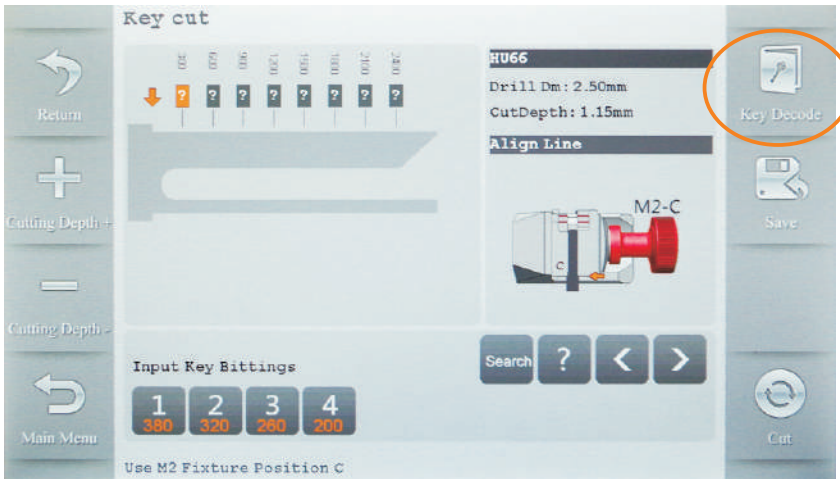 Key cut
Return
Cutting Depth +
Cutting Depth -
Main Menu
300 600 900 1200 1500 1800 2100 2400
? ? ? ? ? ? ? ?
HU66
Drill Dm: 2.50mm
CutDepth: 1.15mm
Align Line
M2-C
C
Key Decode
Save
Cut
Search ? < >
Input Key Bittings
1 2 3 4
380 320 260 200
Use M2 Fixture Position C